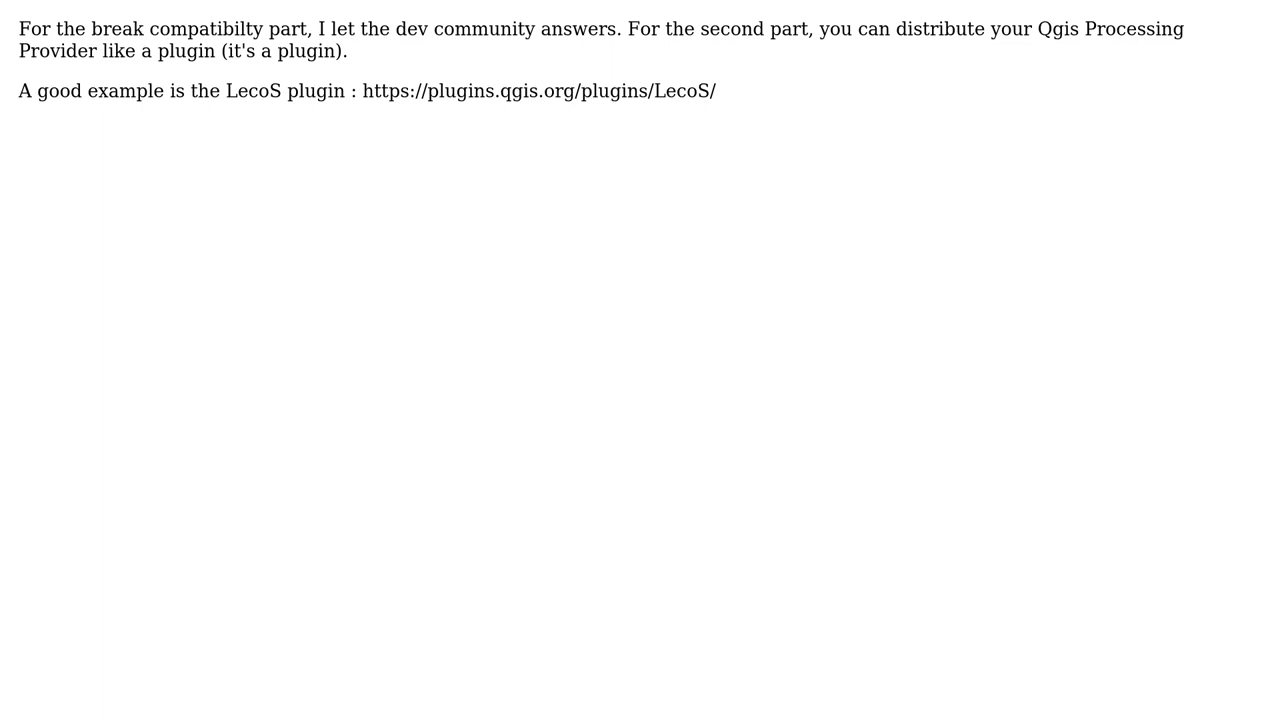 For the break compatibilty part, I let the dev community answers. For the second part, you can distribute your Qgis Processing
Provider like a plugin (it's a plugin).
A good example is the LecoS plugin : https://plugins.qgis.org/plugins/LecoS/